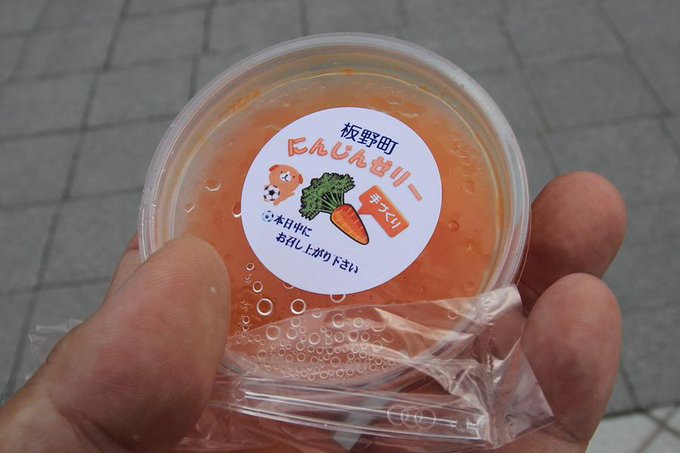 板野町
にんじんゼリー
手づくり
本日中に
お召し上がり下さい